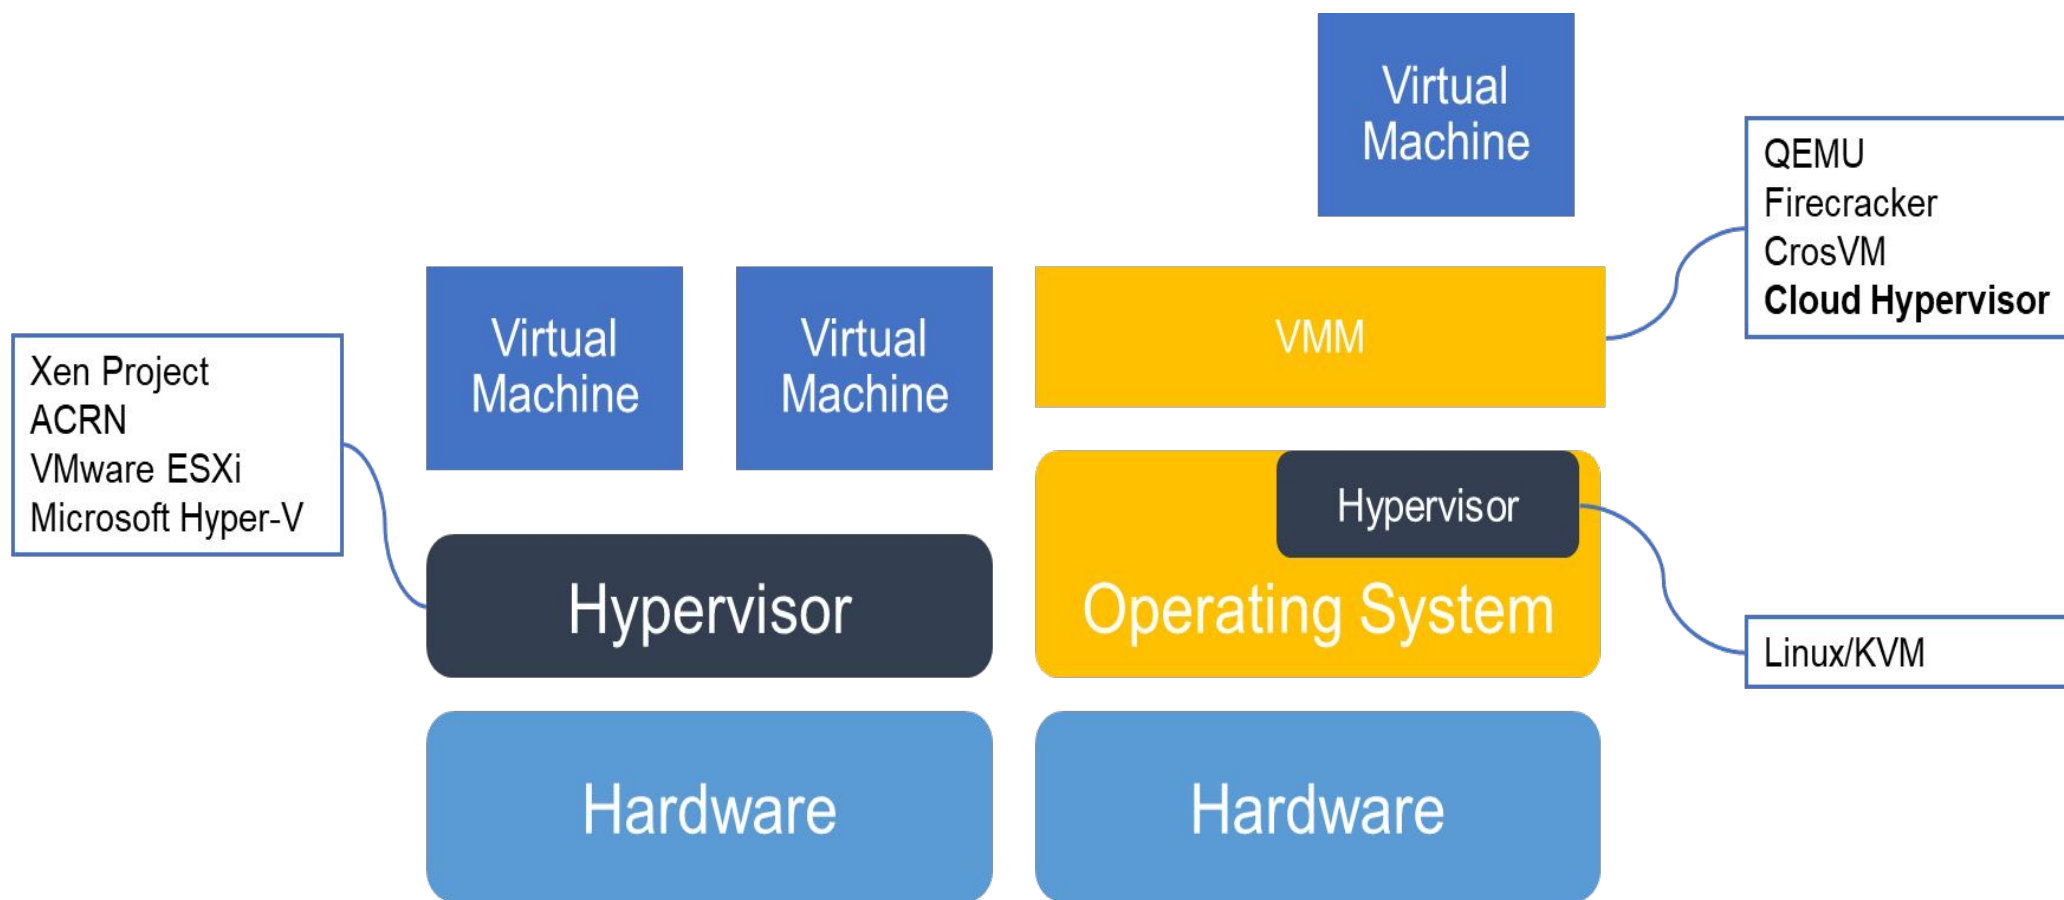 Xen Project
ACRN
VMware ESXi
Microsoft Hyper-V
Virtual
Machine
Virtual
Machine
Hypervisor
Hardware
Virtual
Machine
VMM
Hypervisor
Operating System
Hardware
QEMU
Firecracker
CrosVM
Cloud Hypervisor
Linux/KVM